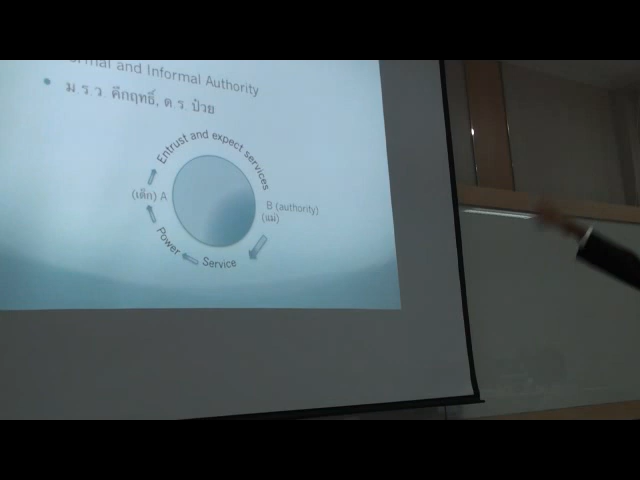 and Informal Authority
• ม.ร.ว. คึกฤทธิ์, ด.ร. ป๋วย
Entrust and expect services
(เด็ก) A
B (authority)
(แม่)
Power
Service